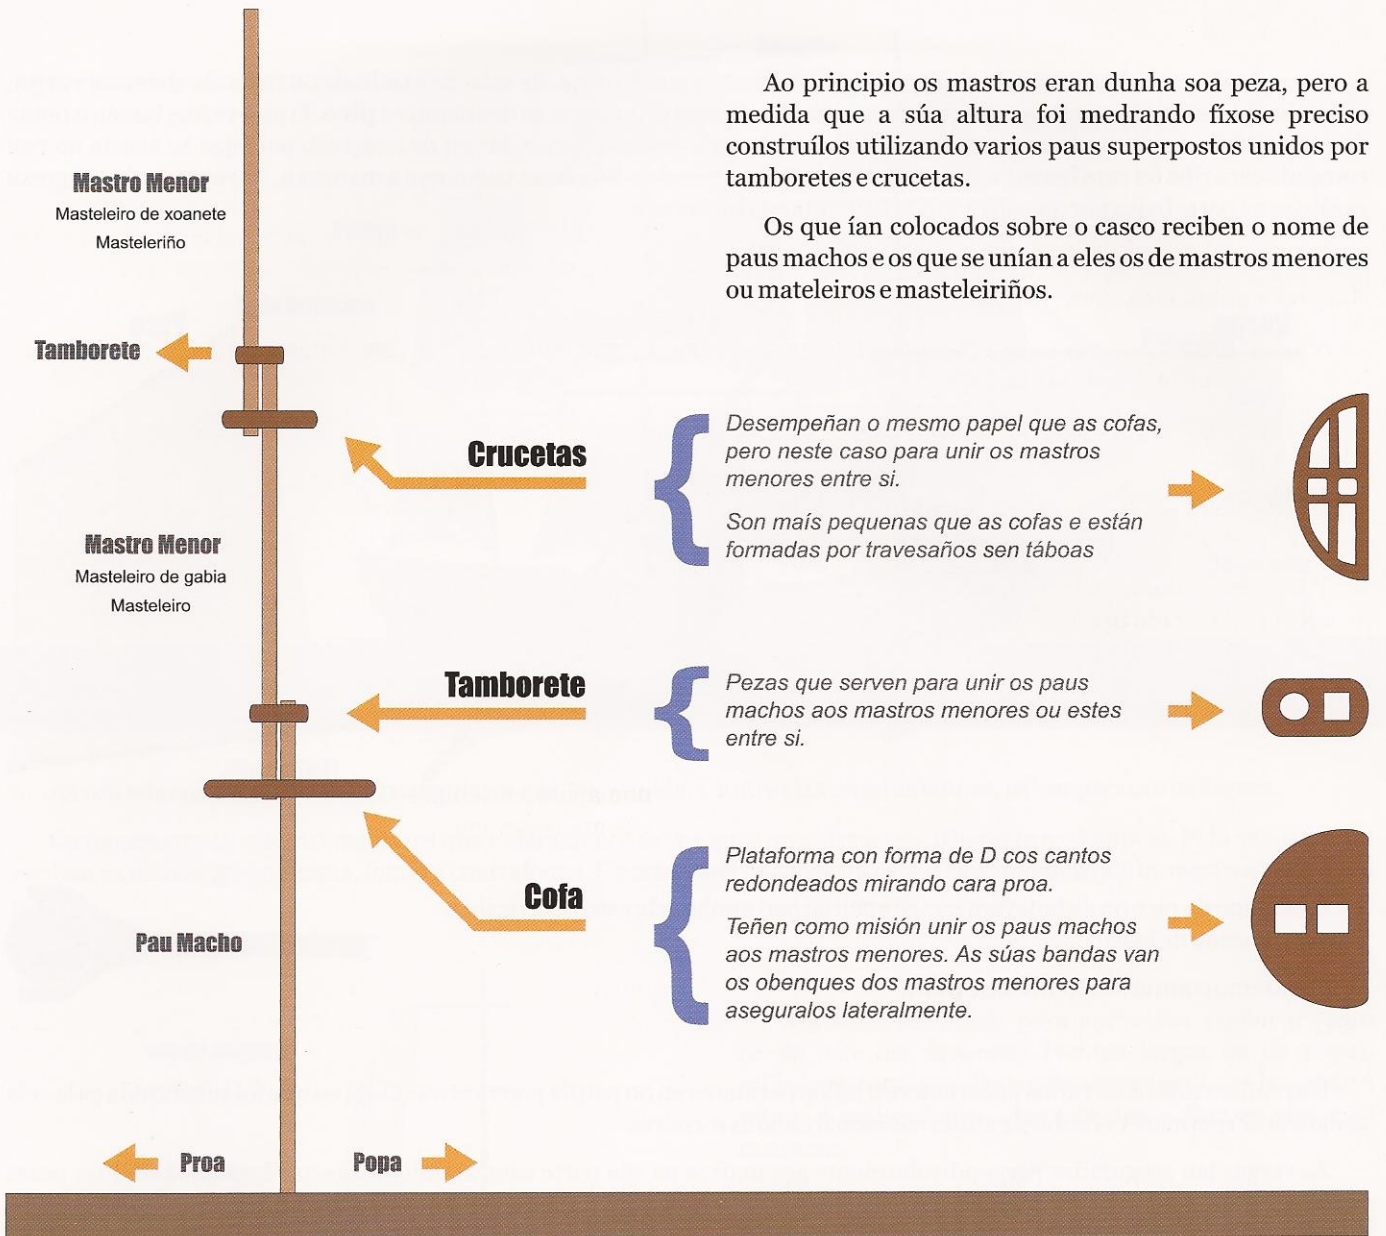 Ao principio os mastros eran dunha soa peza, pero a
medida que a súa altura foi medrando fíxose preciso
construílos utilizando varios paus superpostos unidos por
tamboretes e crucetas.
Os que ían colocados sobre o casco reciben o nome de
paus machos e os que se unían a eles os de mastros menores
ou mateleiros e masteleiriños.
Mastro Menor
Masteleiro de xoanete
Masteleriño
Tamborete
Crucetas
Desempeñan o mesmo papel que as cofas,
pero neste caso para unir os mastros
menores entre si.
Son maís pequenas que as cofas e están
formadas por travesaños sen táboas
Mastro Menor
Masteleiro de gabia
Masteleiro
Tamborete
Pezas que serven para unir os paus
machos aos mastros menores ou estes
entre si.
Cofa
Plataforma con forma de D cos cantos
redondeados mirando cara proa.
Teñen como misión unir os paus machos
aos mastros menores. As súas bandas van
os obenques dos mastros menores para
aseguralos lateralmente.
Pau Macho
Proa
Popa